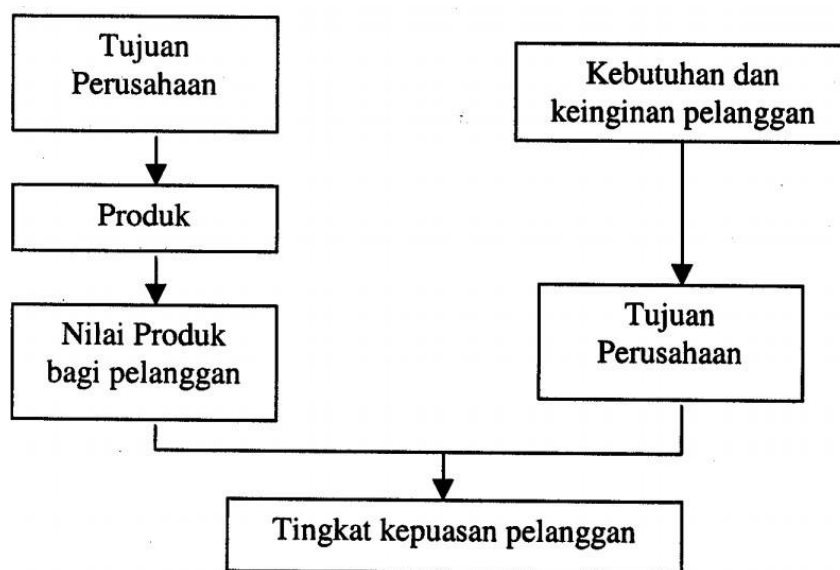 Tujuan
Perusahaan
Kebutuhan dan
keinginan pelanggan
Produk
Nilai Produk
bagi pelanggan
Tujuan
Perusahaan
Tingkat kepuasan pelanggan